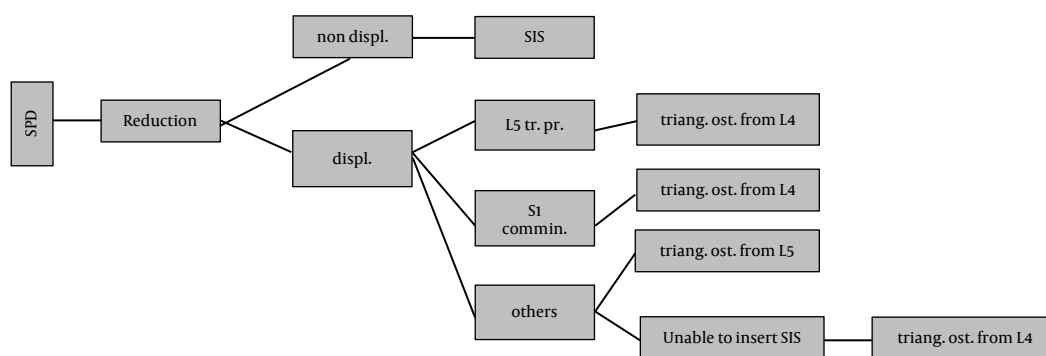 non displ.
SIS
SPD
Reduction
L5 tr. pr.
triang. ost. from L4
displ.
S1
commin.
triang. ost. from L4
triang. ost. from L5
others
Unable to insert SIS
triang. ost. from L4